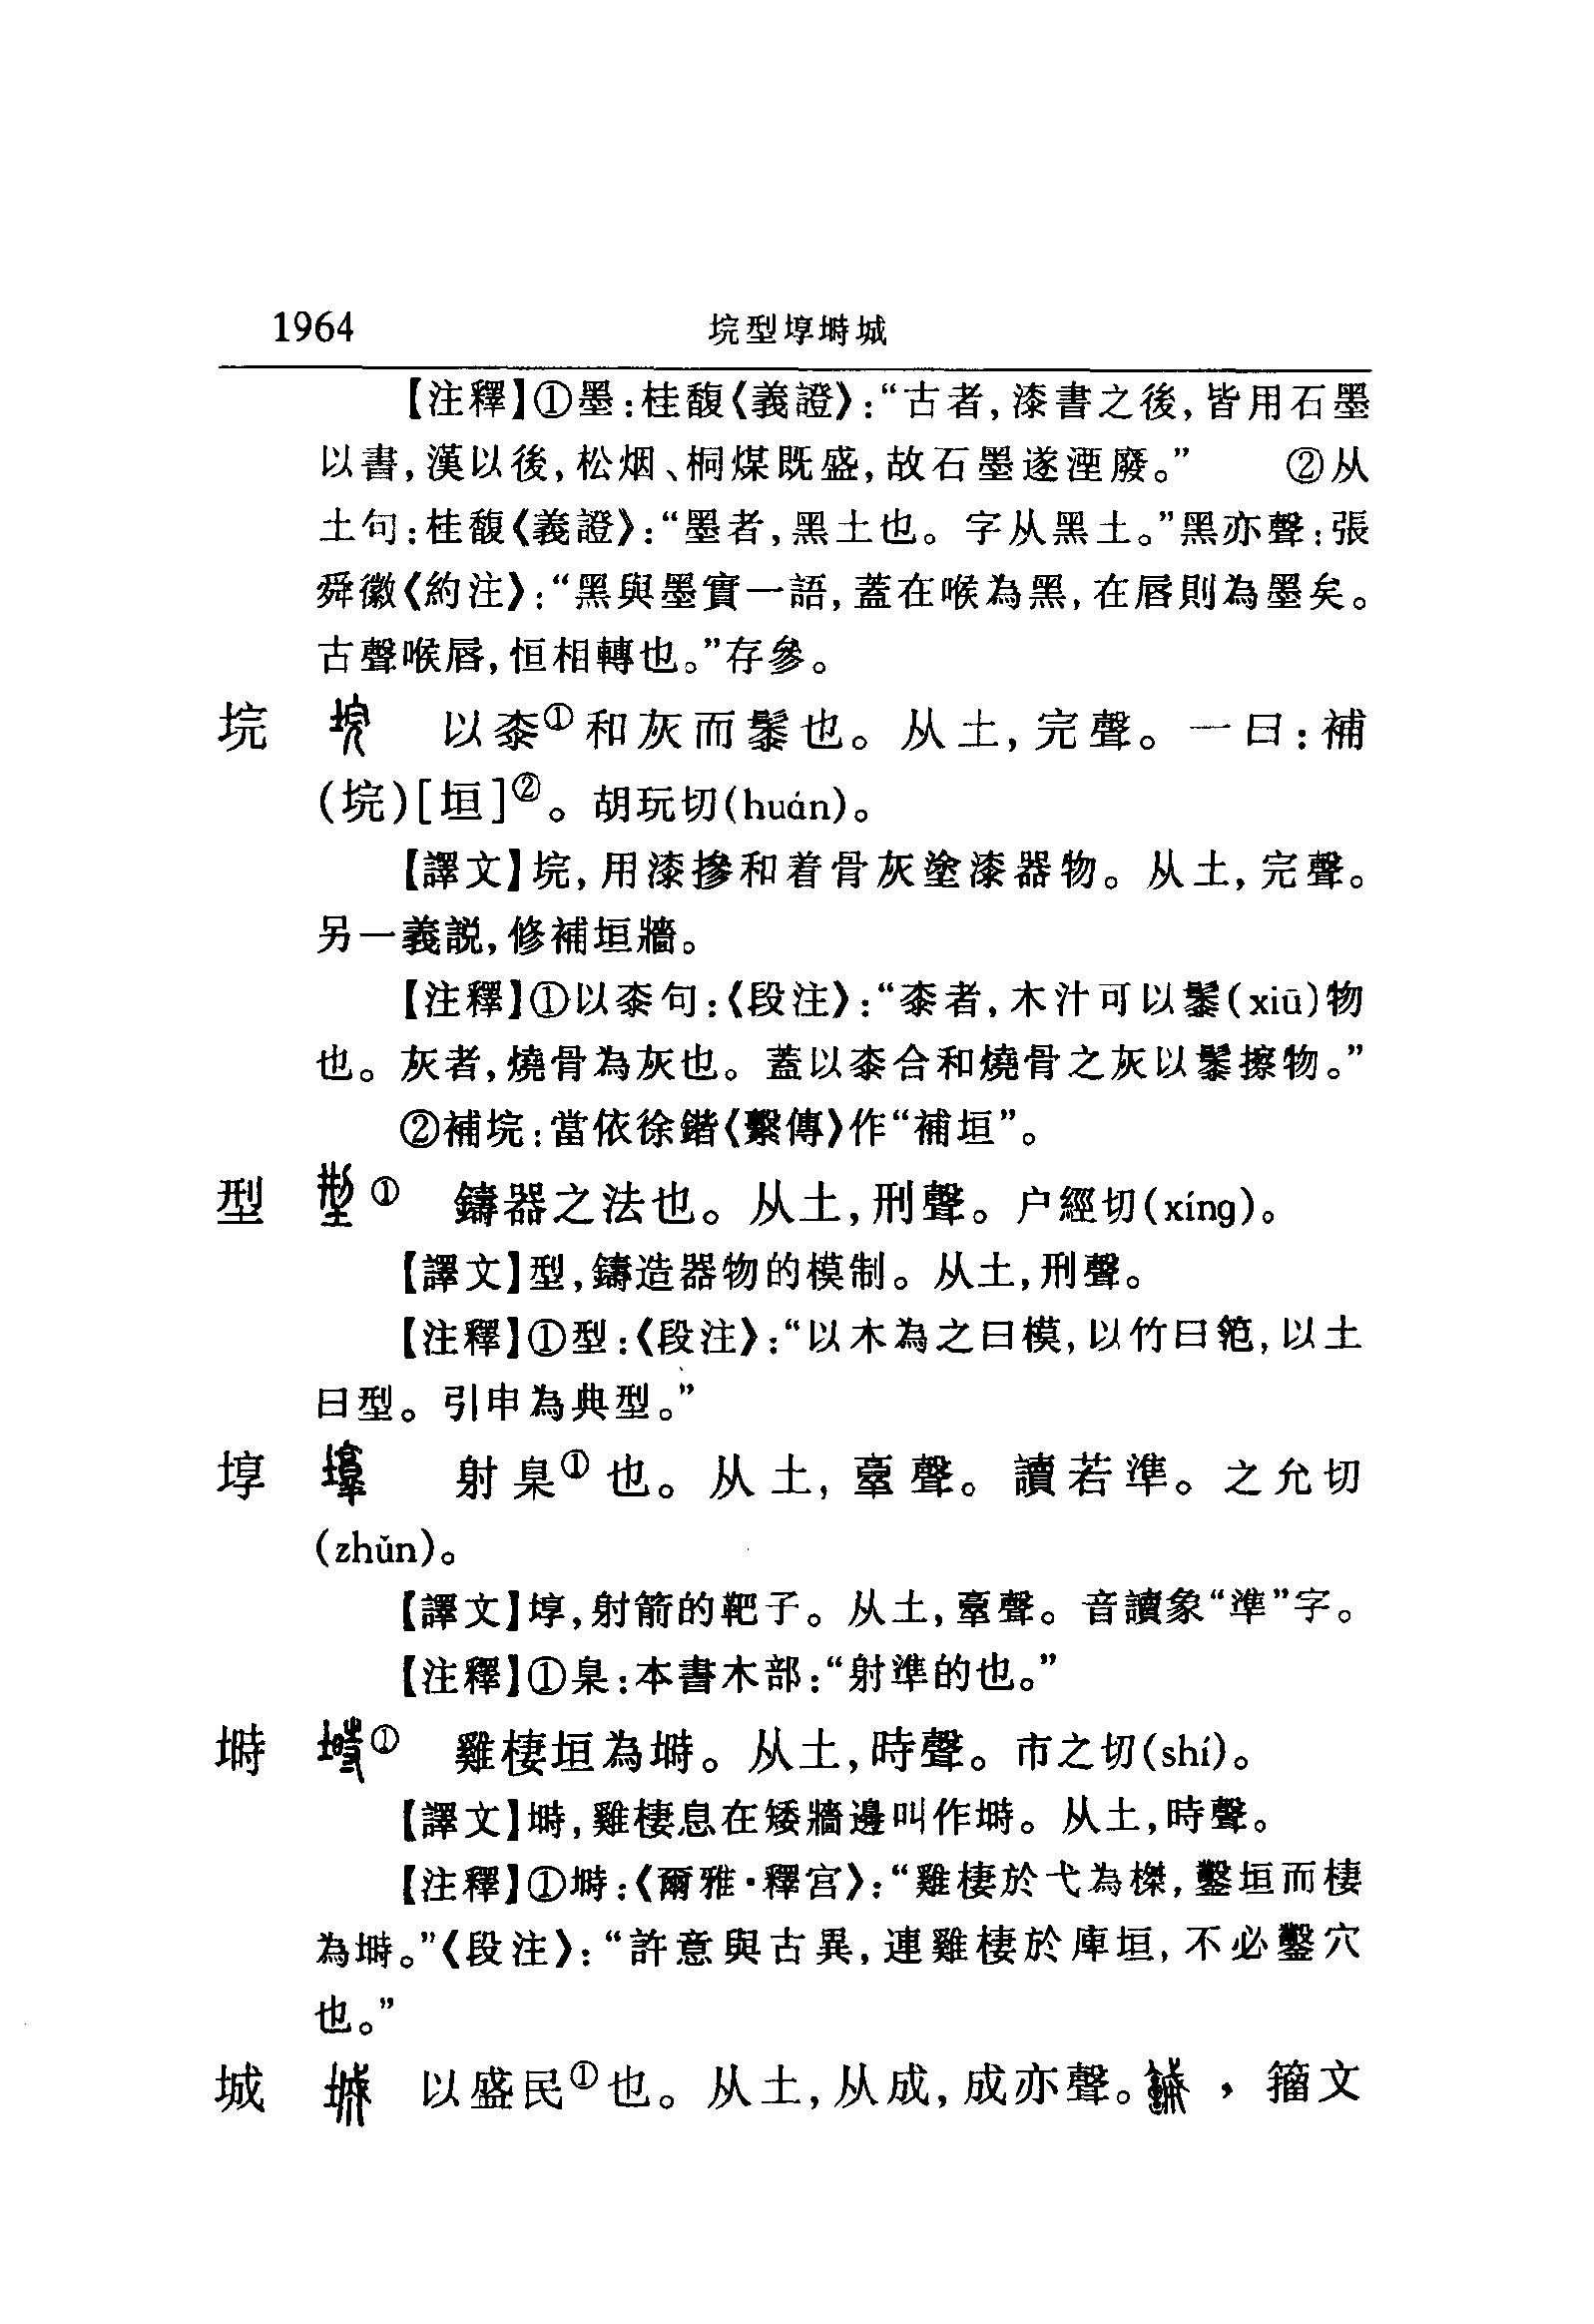 1964
垸型埻塒城
【注釋】①墨：桂馥《義證》：“古者，漆書之後，皆用石墨
以書，漢以後，松烟、桐煤既盛，故石墨遂湮廢。” ②从
土句：桂馥《義證》：“墨者，黑土也。字从黑土。”黑亦聲：張
舜徽《約注》：“黑與墨實一語，蓋在喉為黑，在唇則為墨矣。
古聲喉唇，恒相轉也。”存參。
垸 以桼①和灰而䰍也。从土，完聲。一曰：補
(垸)[垣]②。胡玩切(huán)。
【譯文】垸，用漆摻和着骨灰塗漆器物。从土，完聲。
另一義説，修補垣牆。
【注釋】①以桼句：《段注》：“桼者，木汁可以䰍(xiū)物
也。灰者，燒骨為灰也。蓋以桼合和燒骨之灰以䰍擦物。”
②補垸：當依徐鍇《繫傳》作“補垣”。
型 ① 鑄器之法也。从土，刑聲。户經切(xíng)。
【譯文】型，鑄造器物的模制。从土，刑聲。
【注釋】①型：《段注》：“以木為之曰模，以竹曰笵，以土
曰型。引申為典型。”
埻 射臬①也。从土，𦎫聲。讀若準。之允切
(zhǔn)。
【譯文】埻，射箭的靶子。从土，𦎫聲。音讀象“準”字。
【注釋】①臬：本書木部：“射準的也。”
塒 ① 雞棲垣為塒。从土，時聲。市之切(shí)。
【譯文】塒，雞棲息在矮牆邊叫作塒。从土，時聲。
【注釋】①塒：《爾雅·釋宫》：“雞棲於弋為榤，鑿垣而棲
為塒。”《段注》：“許意與古異，連雞棲於庳垣，不必鑿穴
也。”
城 以盛民①也。从土，从成，成亦聲。，籀文